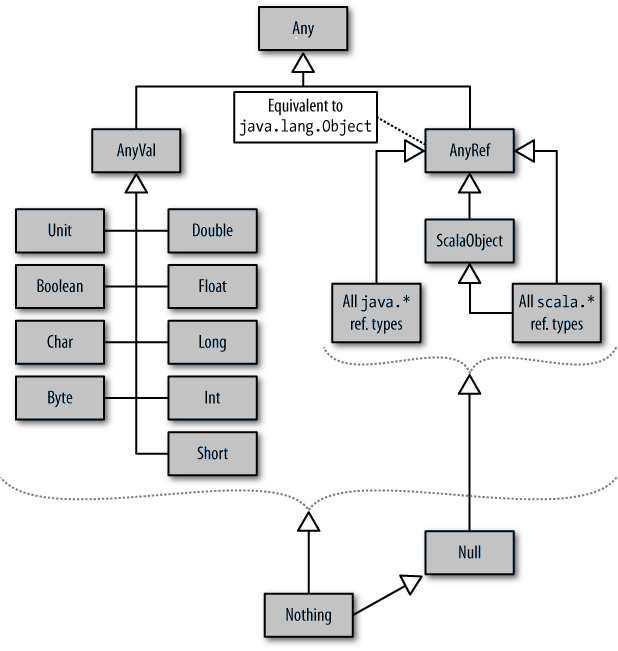 Any
Equivalent to
java.lang.Object
AnyVal
AnyRef
Unit
Double
ScalaObject
Boolean
Float
All java.*
ref. types
All scala.*
ref. types
Char
Long
Byte
Int
Short
Null
Nothing